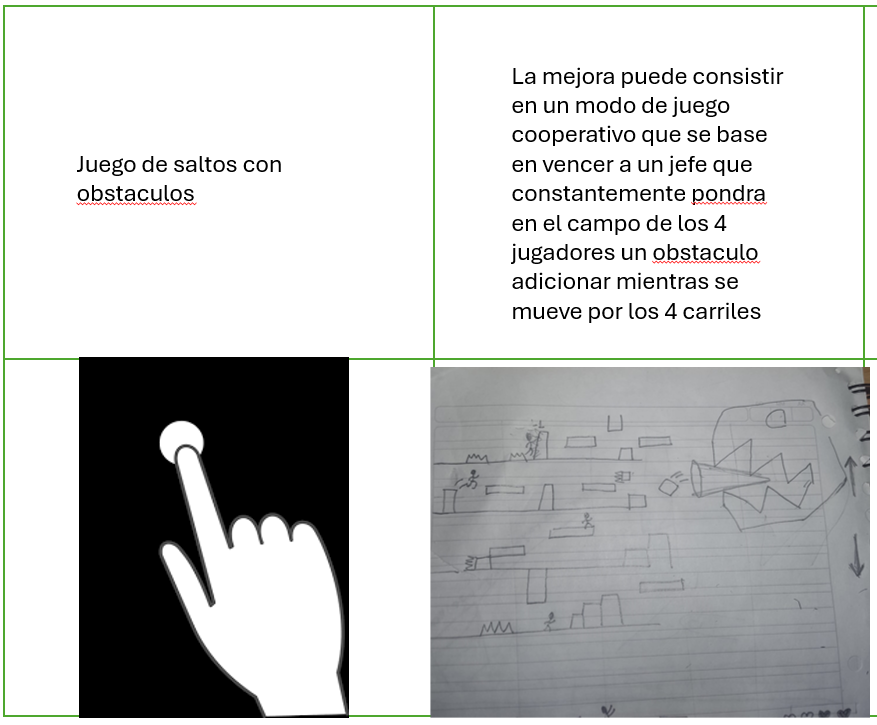 Juego de saltos con
obstaculos
La mejora puede consistir
en un modo de juego
cooperativo que se base
en vencer a un jefe que
constantemente pondra
en el campo de los 4
jugadores un obstaculo
adicionar mientras se
mueve por los 4 carriles